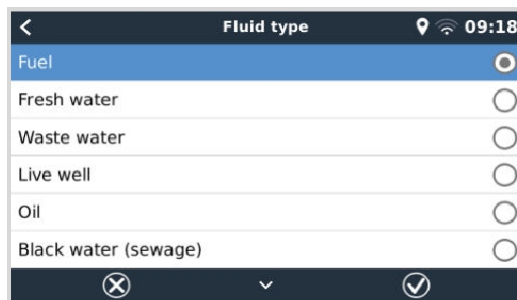 Fluid type 09:18
Fuel
Fresh water
Waste water
Live well
Oil
Black water (sewage)